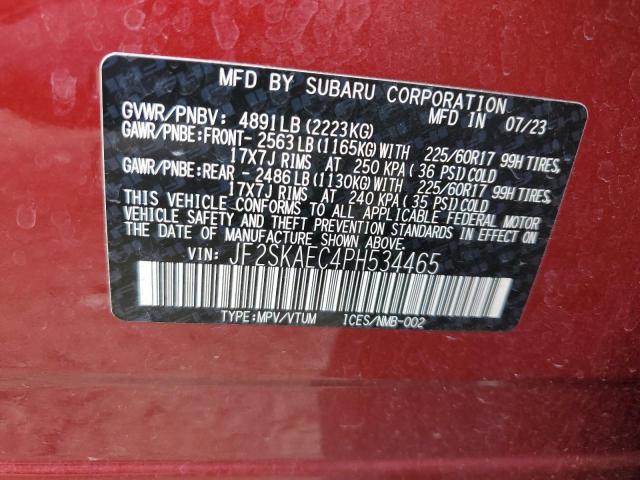 MFD BY SUBARU CORPORATION
GVWR/PNBV: 4891LB(2223KG) MFD IN 07/23
GAWR/PNBE:FRONT- 2563LB(1165KG)WITH 225/60R17 99H TIRES,
17X7J RIMS AT 250 KPA( 36 PSI)COLD
GAWR/PNBE:REAR - 2486LB(1130KG)WITH 225/60R17 99H TIRES,
17X7J RIMS AT 240 KPA( 35 PSI)COLD
THIS VEHICLE CONFORMS TO ALL APPLICABLE FEDERAL MOTOR
VEHICLE SAFETY AND THEFT PREVENTION STANDARDS IN EFFECT ON
THE DATE OF MANUFACTURE SHOWN ABOVE.
VIN: JF2SKAEC4PH534465
TYPE:MPV/VTUM ICES/NMB-002